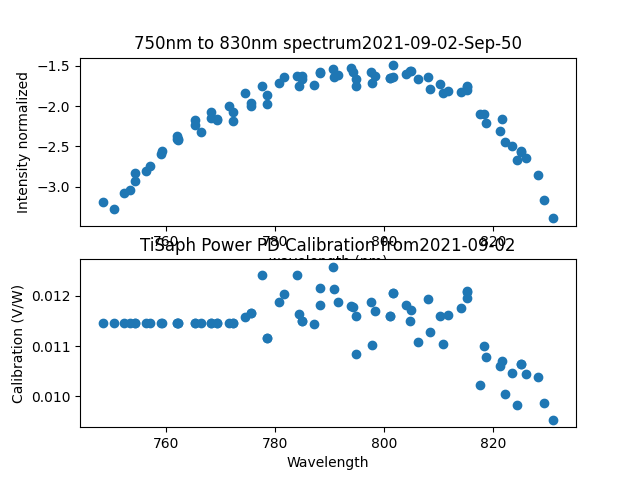 750nm to 830nm spectrum2021-09-02-Sep-50
Intensity normalized
−1.5
−2.0
−2.5
−3.0
760
780
800
820
wavelength (nm)
TiSaph Power PD Calibration from2021-09-02
Calibration (V/W)
0.012
0.011
0.010
760
780
800
820
Wavelength